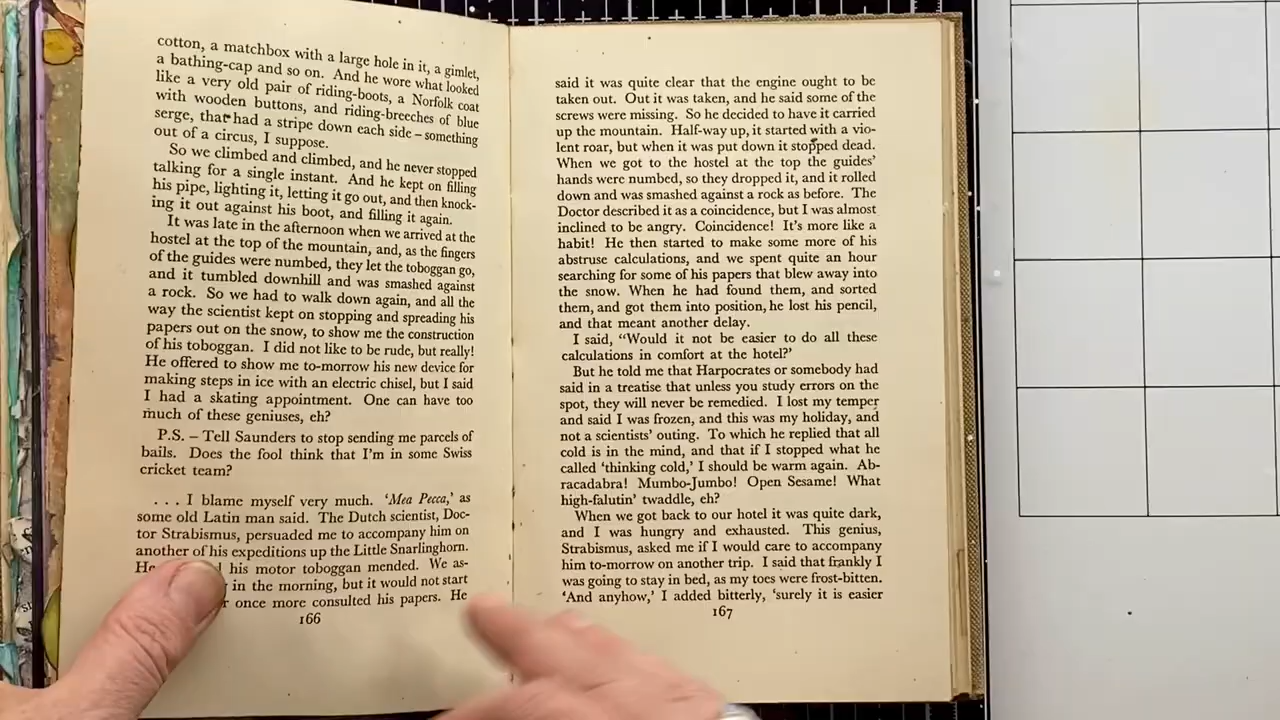 cotton, a matchbox with a large hole in it, a gimlet,
a bathing-cap and so on. And he wore what looked
like a very old pair of riding-boots, a Norfolk coat
with wooden buttons, and riding-breeches of blue
serge, that had a stripe down each side – something
out of a circus, I suppose.
So we climbed and climbed, and he never stopped
talking for a single instant. And he kept on filling
his pipe, lighting it, letting it go out, and then knock-
ing it out against his boot, and filling it again.
It was late in the afternoon when we arrived at the
hostel at the top of the mountain, and, as the fingers
of the guides were numbed, they let the toboggan go,
and it tumbled downhill and was smashed against
a rock. So we had to walk down again, and all the
way the scientist kept on stopping and spreading his
papers out on the snow, to show me the construction
of his toboggan. I did not like to be rude, but really!
He offered to show me to-morrow his new device for
making steps in ice with an electric chisel, but I said
I had a skating appointment. One can have too
much of these geniuses, eh?
P.S. – Tell Saunders to stop sending me parcels of
bails. Does the fool think that I'm in some Swiss
cricket team?
. . . I blame myself very much. 'Mea Pecca,' as
some old Latin man said. The Dutch scientist, Doc-
tor Strabismus, persuaded me to accompany him on
another of his expeditions up the Little Snarlinghorn.
He his motor toboggan mended. We as-
in the morning, but it would not start
once more consulted his papers. He
166
said it was quite clear that the engine ought to be
taken out. Out it was taken, and he said some of the
screws were missing. So he decided to have it carried
up the mountain. Half-way up, it started with a vio-
lent roar, but when it was put down it stopped dead.
When we got to the hostel at the top the guides'
hands were numbed, so they dropped it, and it rolled
down and was smashed against a rock as before. The
Doctor described it as a coincidence, but I was almost
inclined to be angry. Coincidence! It's more like a
habit! He then started to make some more of his
abstruse calculations, and we spent quite an hour
searching for some of his papers that blew away into
the snow. When he had found them, and sorted
them, and got them into position, he lost his pencil,
and that meant another delay.
I said, "Would it not be easier to do all these
calculations in comfort at the hotel?'
But he told me that Harpocrates or somebody had
said in a treatise that unless you study errors on the
spot, they will never be remedied. I lost my temper
and said I was frozen, and this was my holiday, and
not a scientists' outing. To which he replied that all
cold is in the mind, and that if I stopped what he
called 'thinking cold,' I should be warm again. Ab-
racadabra! Mumbo-Jumbo! Open Sesame! What
high-falutin' twaddle, eh?
When we got back to our hotel it was quite dark,
and I was hungry and exhausted. This genius,
Strabismus, asked me if I would care to accompany
him to-morrow on another trip. I said that frankly I
was going to stay in bed, as my toes were frost-bitten.
'And anyhow,' I added bitterly, 'surely it is easier
167